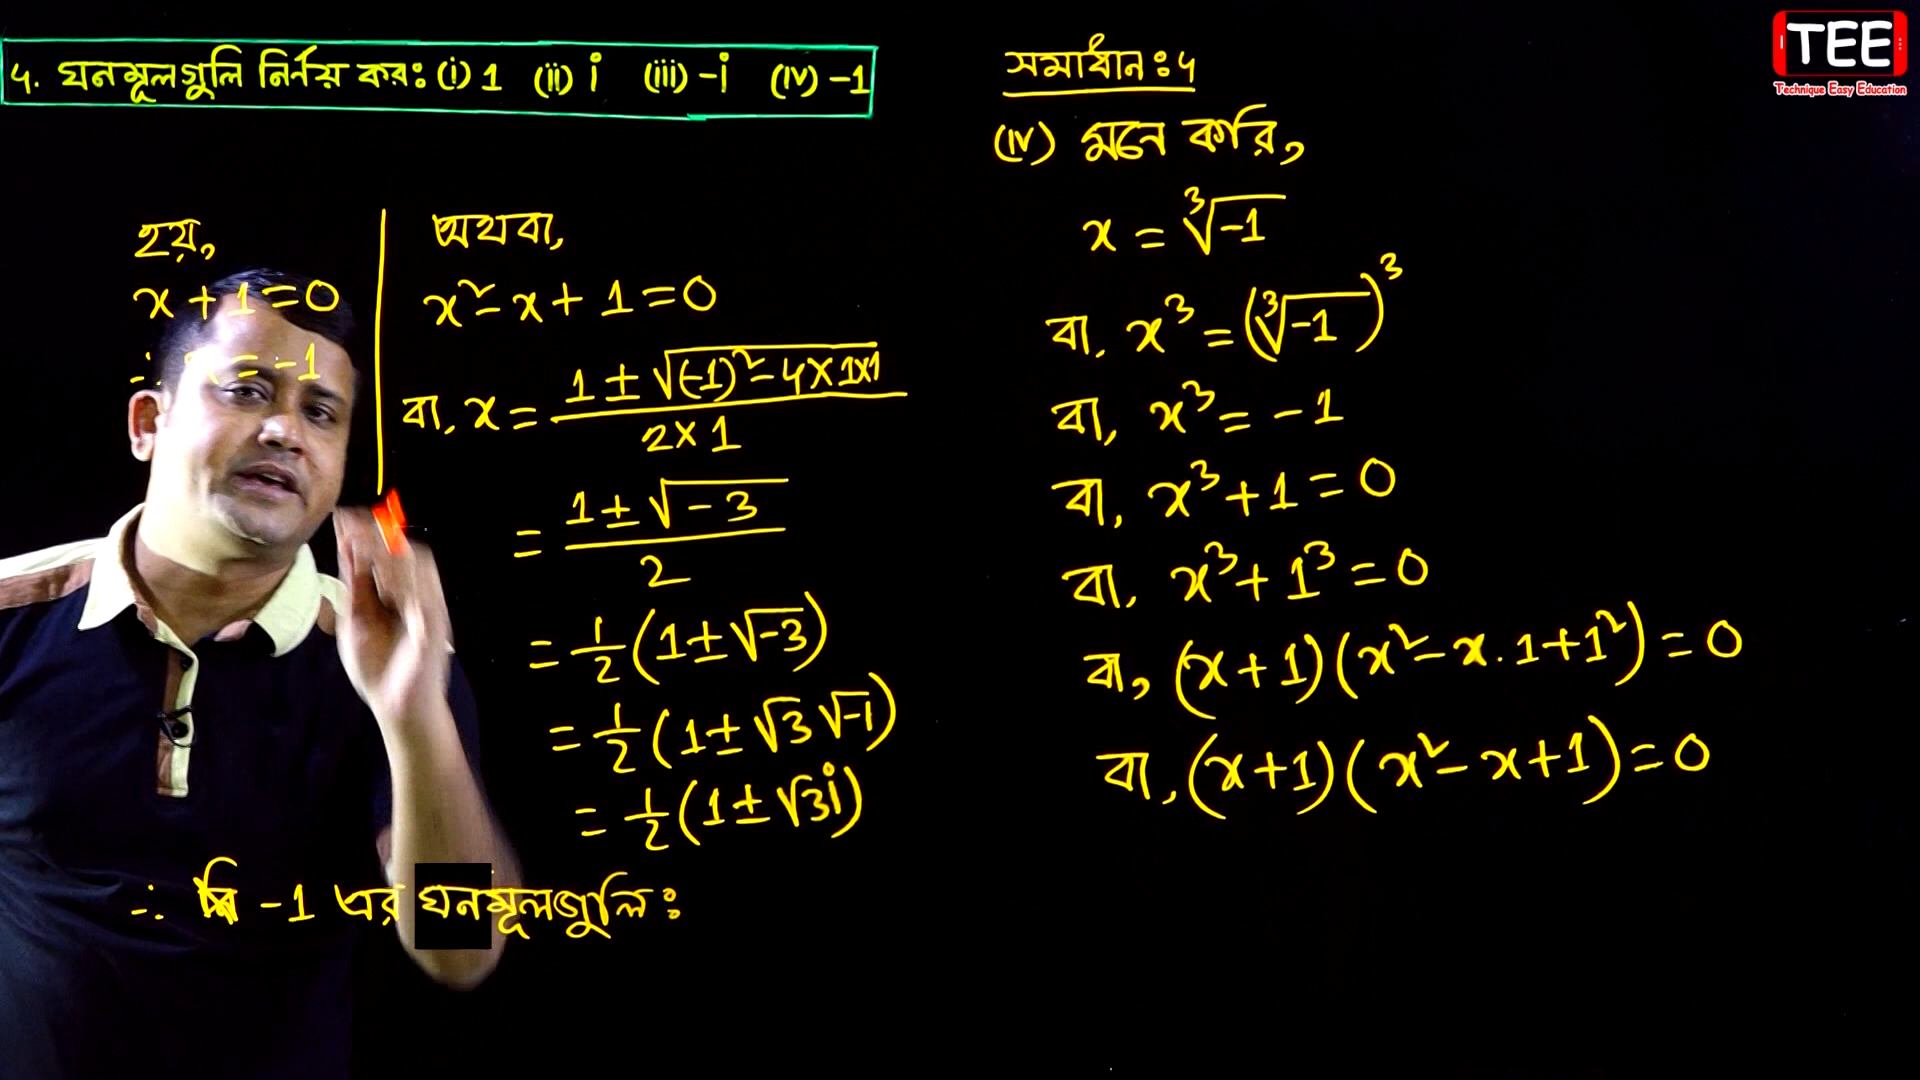 ৭. ঘনমূলগুলি নির্নয় করঃ (i) 1 (ii) i (iii) -i (iv) -1
TEE
Technique Easy Education
সমাধানঃ৭
(iv) মনে করি,
x = ∛-1
বা, x³ = (∛-1)³
বা, x³ = -1
বা, x³ + 1 = 0
বা, x³ + 1³ = 0
বা, (x+1)(x² - x.1 + 1²) = 0
বা, (x+1)(x² - x + 1) = 0
হয়,
x + 1 = 0
∴ x = -1
অথবা,
x² - x + 1 = 0
বা, x = (1 ± √((-1)² - 4×1×1)) / (2×1)
= (1 ± √-3) / 2
= 1/2 (1 ± √-3)
= 1/2 (1 ± √3 √-1)
= 1/2 (1 ± √3i)
∴ -1 এর ঘনমূলগুলিঃ